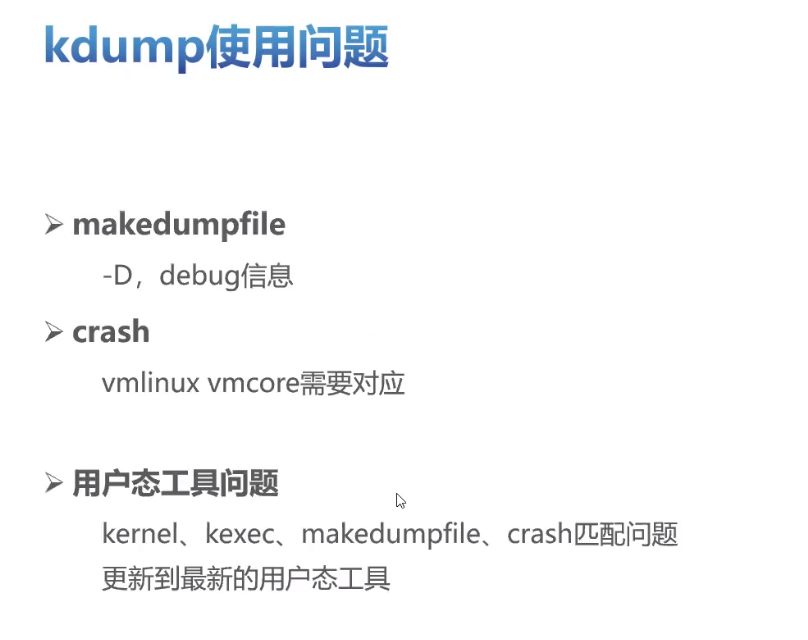 kdump使用问题
➢ makedumpfile
-D，debug信息
➢ crash
vmlinux vmcore需要对应
➢ 用户态工具问题
kernel、kexec、makedumpfile、crash匹配问题
更新到最新的用户态工具